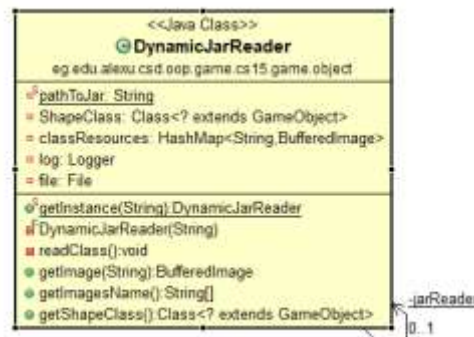 <<Java Class>>
DynamicJarReader
eg.edu.alexu.csd.oop.game.cs15.game.object
pathToJar: String
ShapeClass: Class<? extends GameObject>
classResources: HashMap<String,BufferedImage>
log: Logger
file: File
getInstance(String):DynamicJarReader
DynamicJarReader(String)
readClass():void
getImage(String):BufferedImage
getImagesName():String[]
getShapeClass():Class<? extends GameObject>
-jarReade
0..1